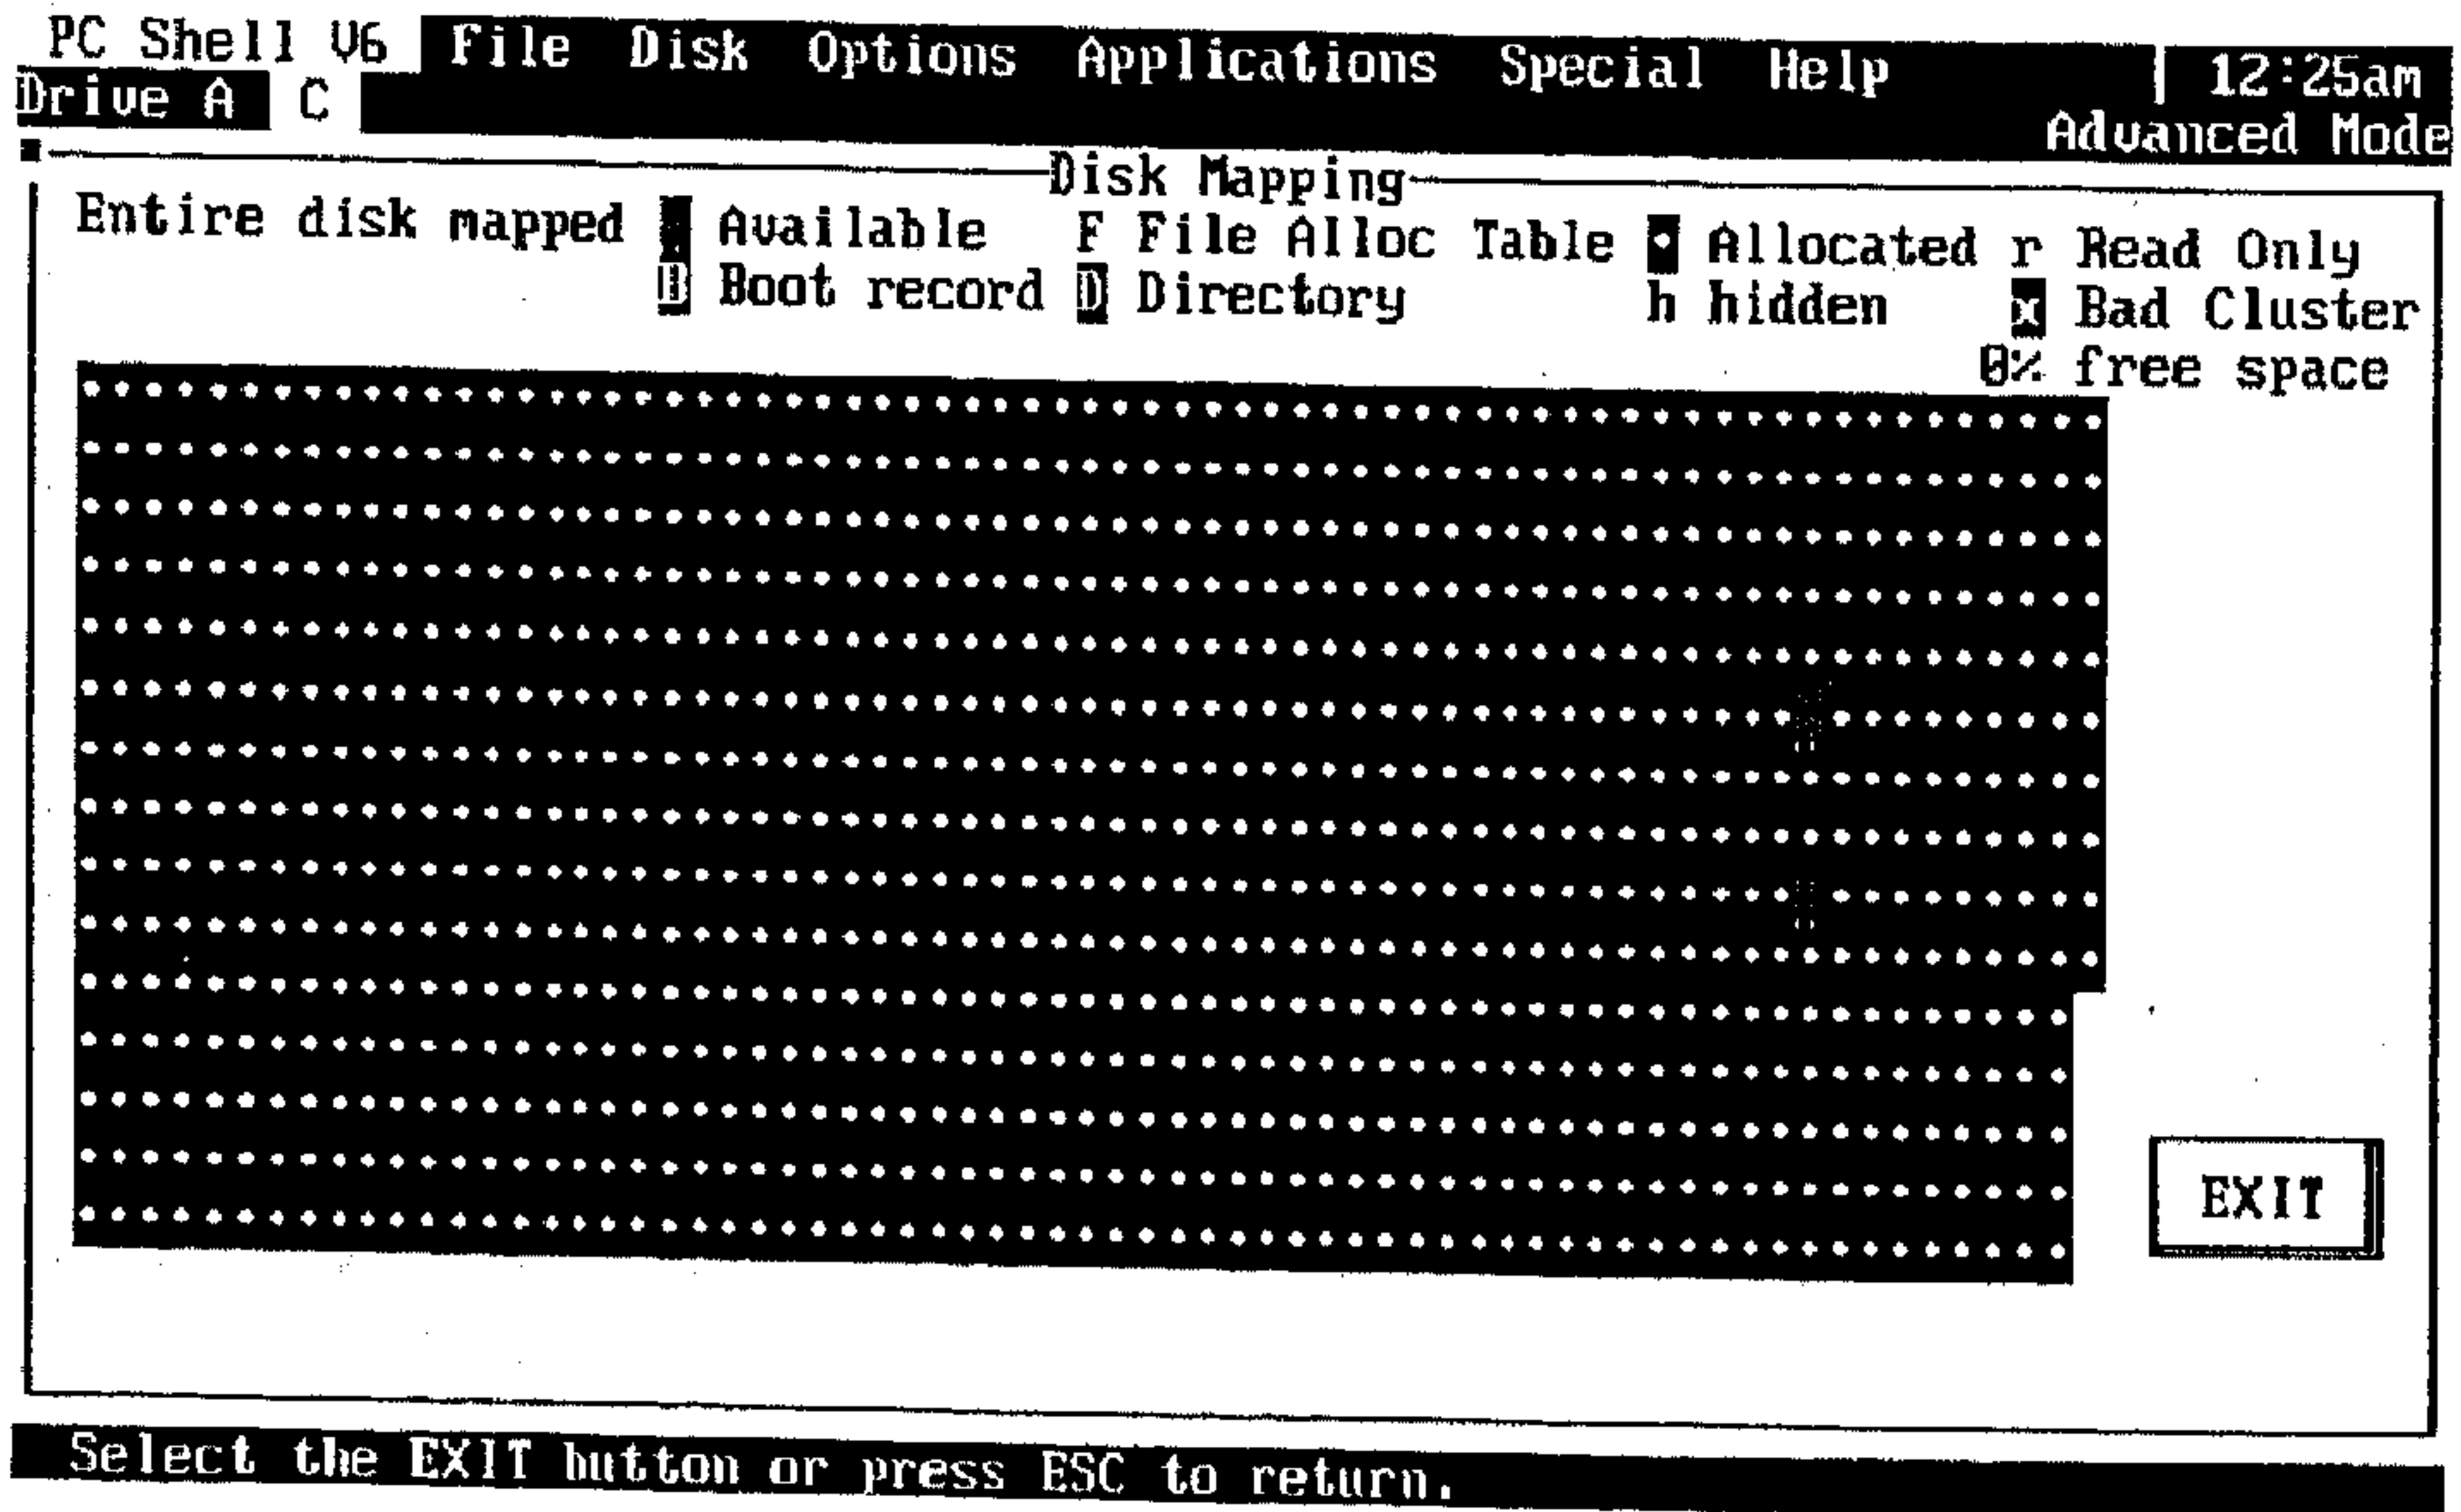 PC Shell V6 File Disk Options Applications Special Help 12:25am
Drive A C Advanced Mode
Disk Mapping
Entire disk mapped Available F File Alloc Table Allocated r Read Only
B Boot record D Directory h hidden x Bad Cluster
0% free space
EXIT
Select the EXIT button or press ESC to return.